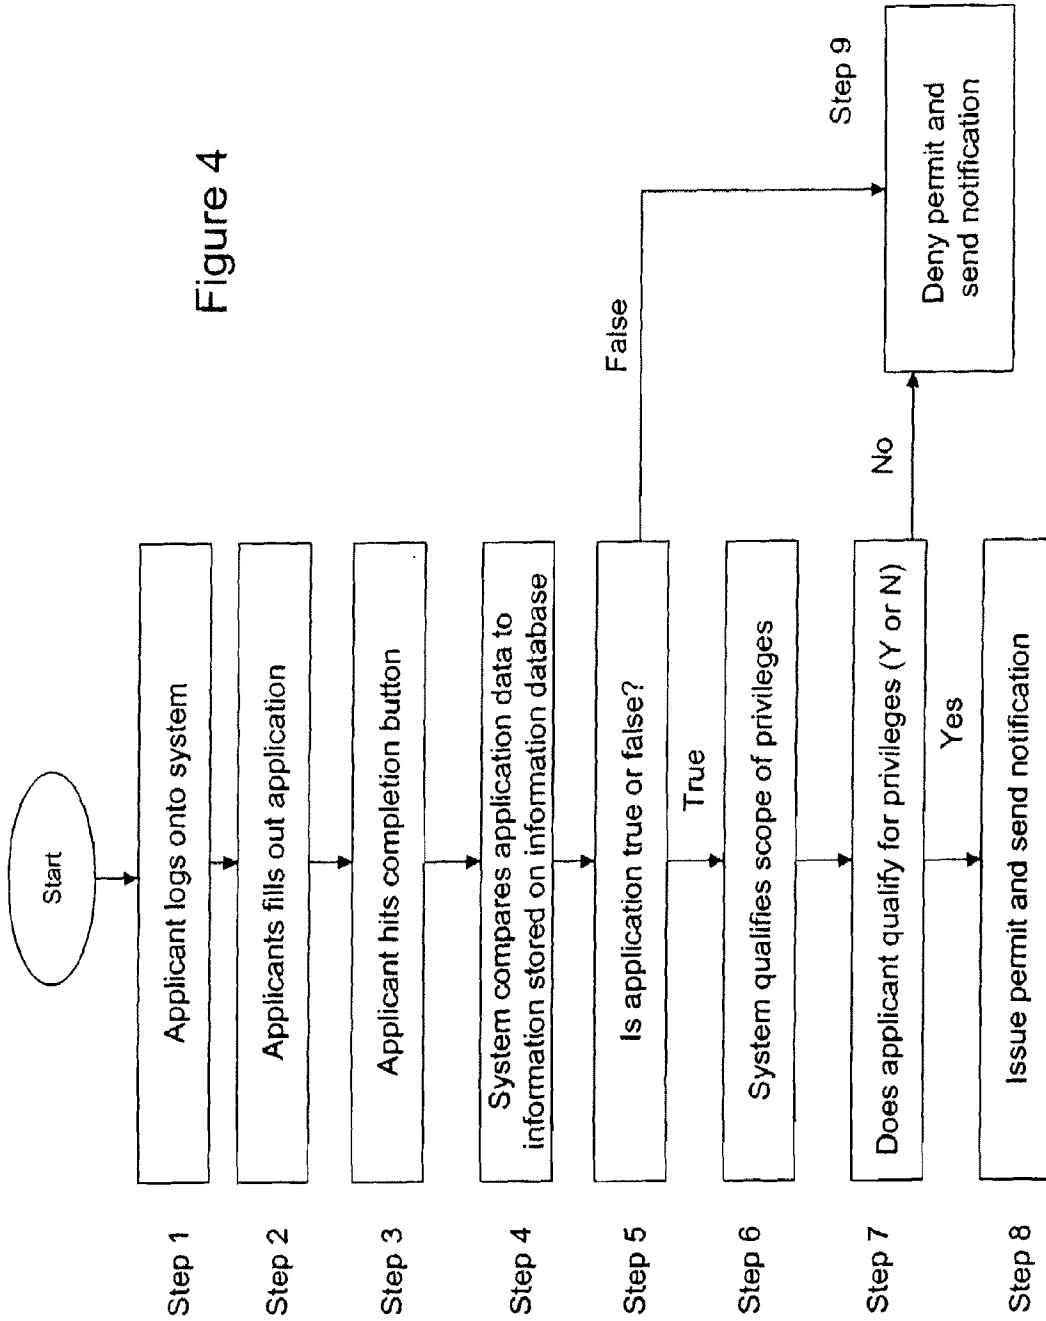 Figure 4
Start
Step 1
Applicant logs onto system
Step 2
Applicants fills out application
Step 3
Applicant hits completion button
Step 4
System compares application data to
information stored on information database
Step 5
Is application true or false?
False
True
Step 6
System qualifies scope of privileges
Step 7
Does applicant qualify for privileges (Y or N)
No
Yes
Step 8
Issue permit and send notification
Step 9
Deny permit and
send notification